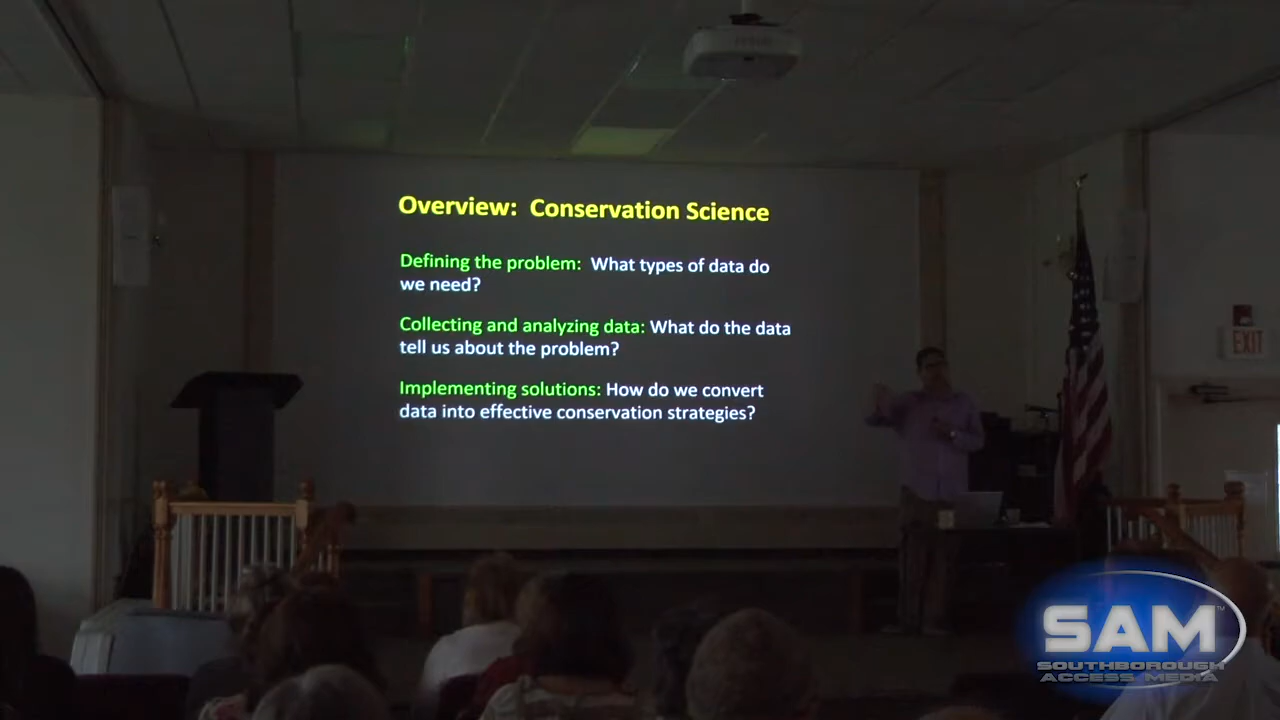 Overview: Conservation Science
Defining the problem: What types of data do
we need?
Collecting and analyzing data: What do the data
tell us about the problem?
Implementing solutions: How do we convert
data into effective conservation strategies?
EXIT
SAM™
SOUTHBOROUGH
ACCESS MEDIA